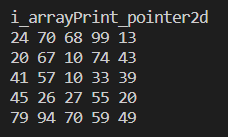 i_arrayPrint_pointer2d
24 70 68 99 13
20 67 10 74 43
41 57 10 33 39
45 26 27 55 20
79 94 70 59 49